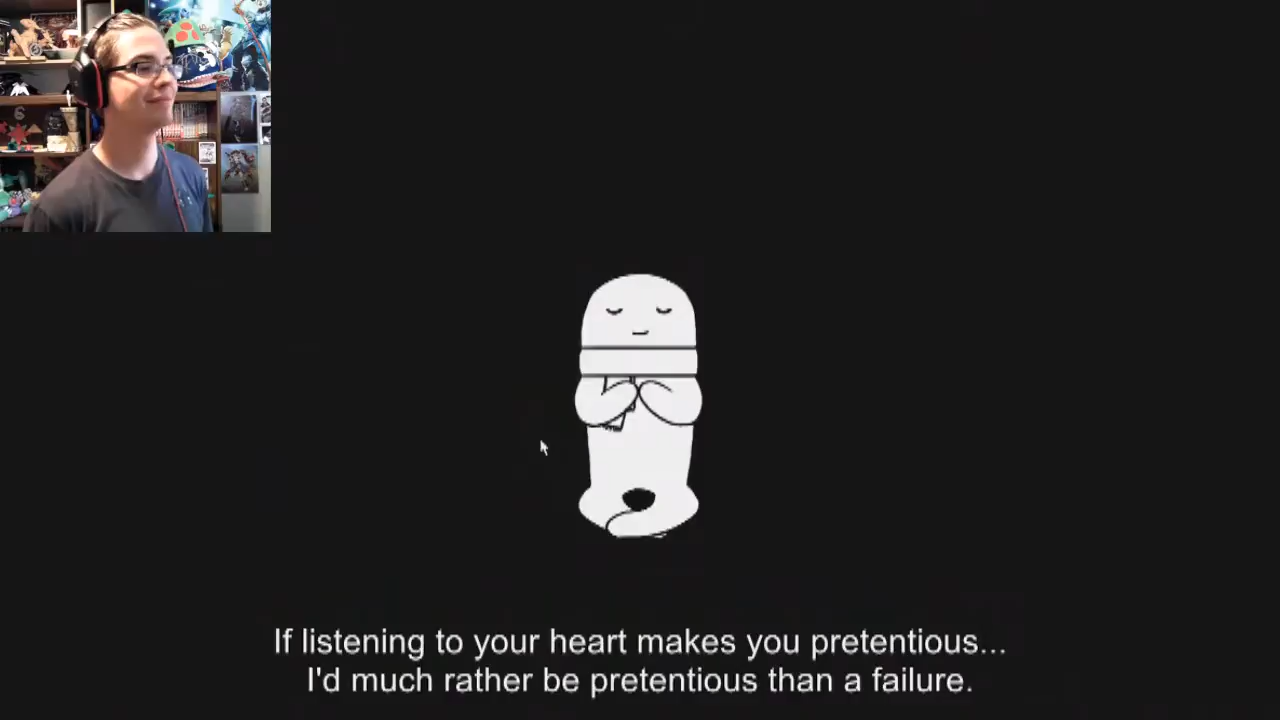 If listening to your heart makes you pretentious...
I'd much rather be pretentious than a failure.